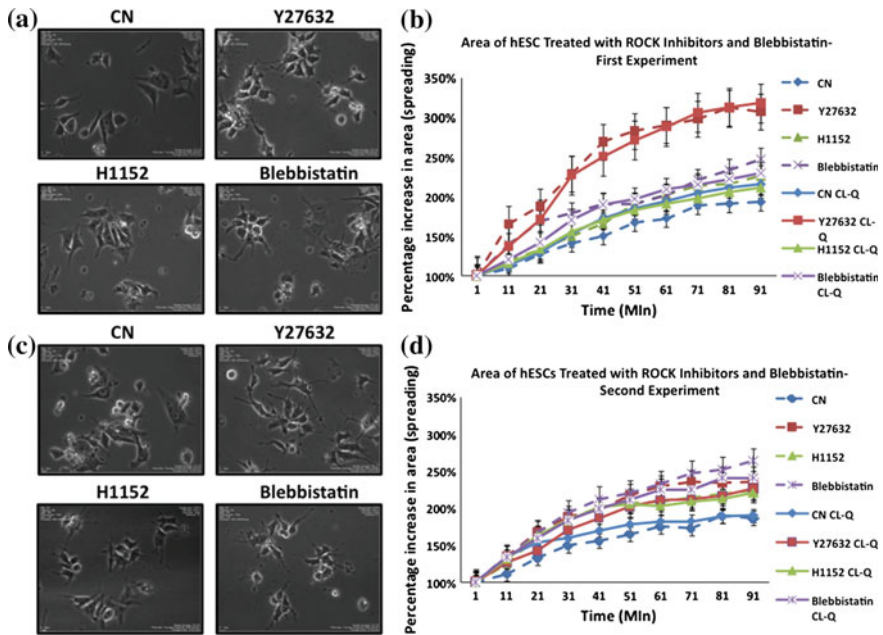 (a)
CN
Y27632
H1152
Blebbistatin
(b)
Area of hESC Treated with ROCK Inhibitors and Blebbistatin-
First Experiment
Percentage increase in area (spreading)
350%
300%
250%
200%
150%
100%
1 11 21 31 41 51 61 71 81 91
Time (MIn)
CN
Y27632
H1152
Blebbistatin
CN CL-Q
Y27632 CL-
Q
H1152 CL-Q
Blebbistatin
CL-Q
(c)
CN
Y27632
H1152
Blebbistatin
(d)
Area of hESCs Treated with ROCK Inhibitors and Blebbistatin-
Second Experiment
Percentage increase in area (spreading)
350%
300%
250%
200%
150%
100%
1 11 21 31 41 51 61 71 81 91
Time (MIn)
CN
Y27632
H1152
Blebbistatin
CN CL-Q
Y27632 CL-Q
H1152 CL-Q
Blebbistatin
CL-Q